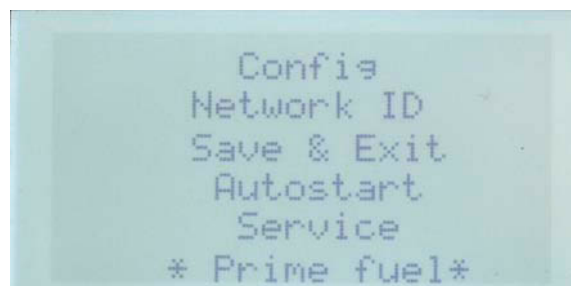 Config
Network ID
Save & Exit
Autostart
Service
* Prime fuel*